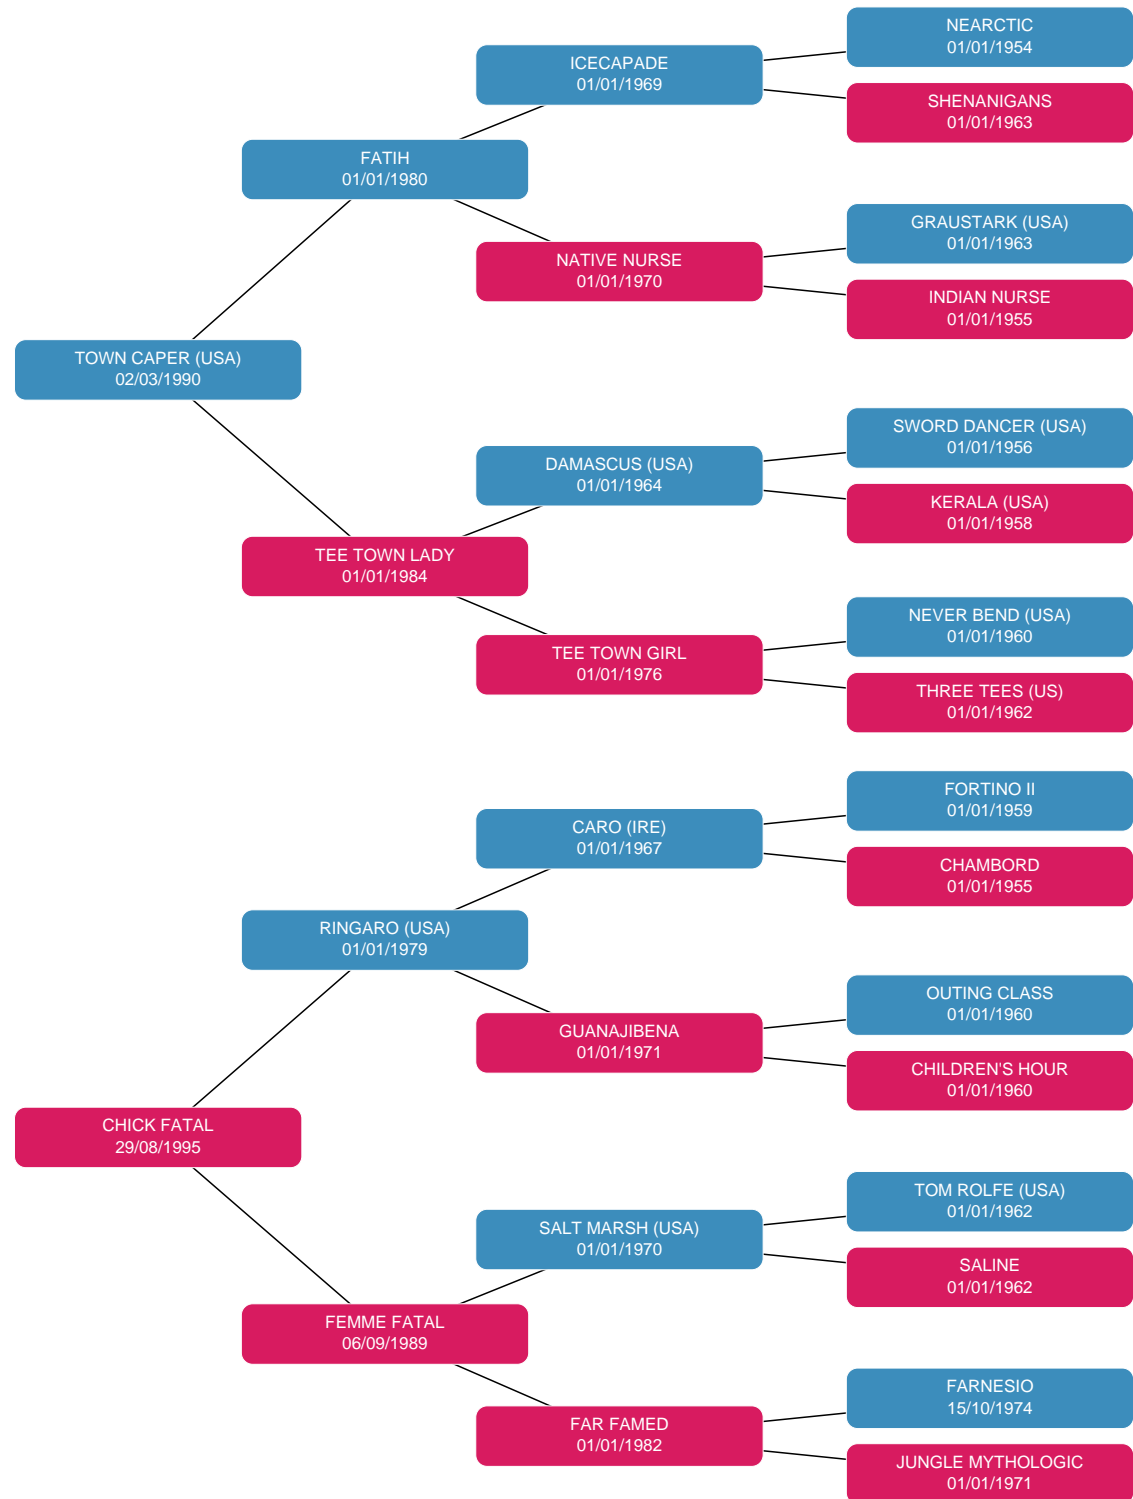 NEARCTIC
01/01/1954
ICECAPADE
01/01/1969
SHENANIGANS
01/01/1963
FATIH
01/01/1980
GRAUSTARK (USA)
01/01/1963
NATIVE NURSE
01/01/1970
INDIAN NURSE
01/01/1955
TOWN CAPER (USA)
02/03/1990
SWORD DANCER (USA)
01/01/1956
DAMASCUS (USA)
01/01/1964
KERALA (USA)
01/01/1958
TEE TOWN LADY
01/01/1984
NEVER BEND (USA)
01/01/1960
TEE TOWN GIRL
01/01/1976
THREE TEES (US)
01/01/1962
FORTINO II
01/01/1959
CARO (IRE)
01/01/1967
CHAMBORD
01/01/1955
RINGARO (USA)
01/01/1979
OUTING CLASS
01/01/1960
GUANAJIBENA
01/01/1971
CHILDREN'S HOUR
01/01/1960
CHICK FATAL
29/08/1995
TOM ROLFE (USA)
01/01/1962
SALT MARSH (USA)
01/01/1970
SALINE
01/01/1962
FEMME FATAL
06/09/1989
FARNESIO
15/10/1974
FAR FAMED
01/01/1982
JUNGLE MYTHOLOGIC
01/01/1971